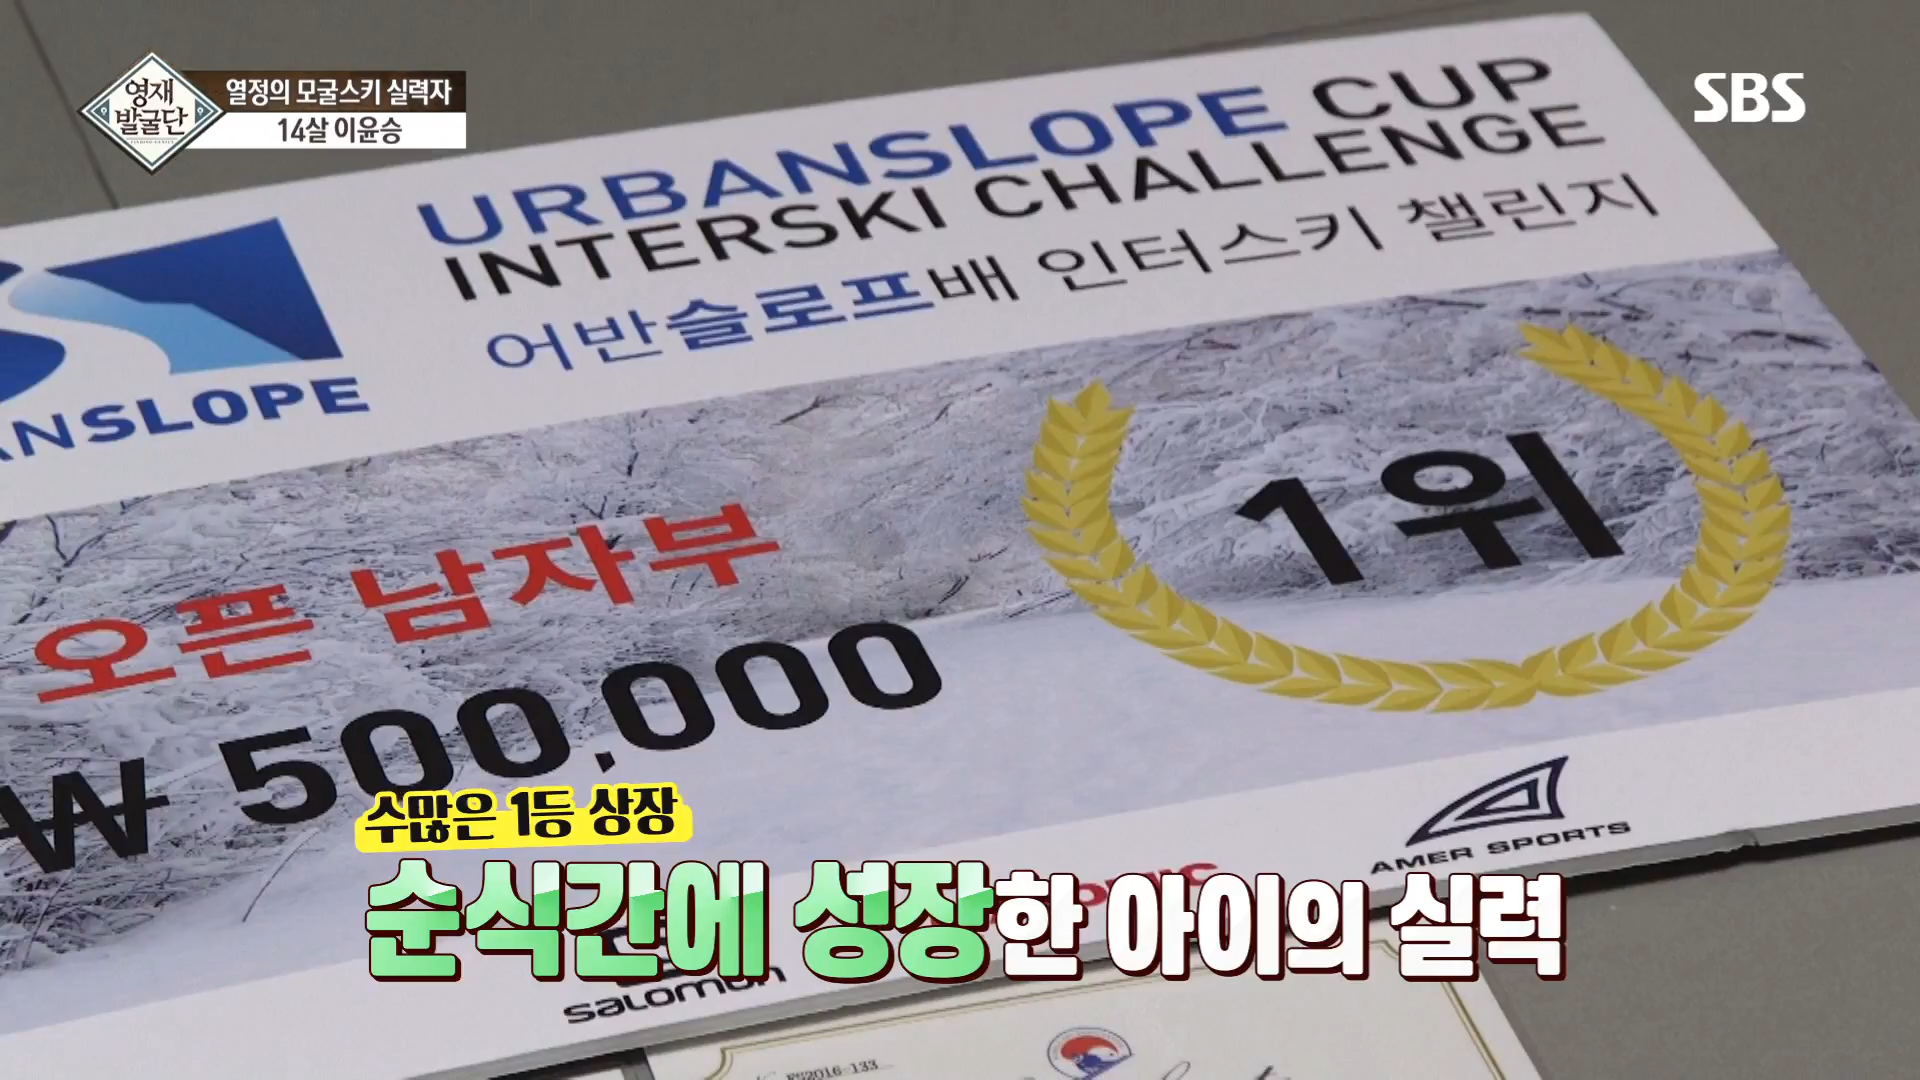 영재
발굴단
열정의 모굴스키 실력자
14살 이윤승
SBS
URBANSLOPE CUP
INTERSKI CHALLENGE
어반슬로프배 인터스키 챌린지
ANSLOPE
1위
오픈 남자부
₩ 500,000
AMER SPORTS
수많은 1등 상장
순식간에 성장한 아이의 실력
salomon
FS2016-133